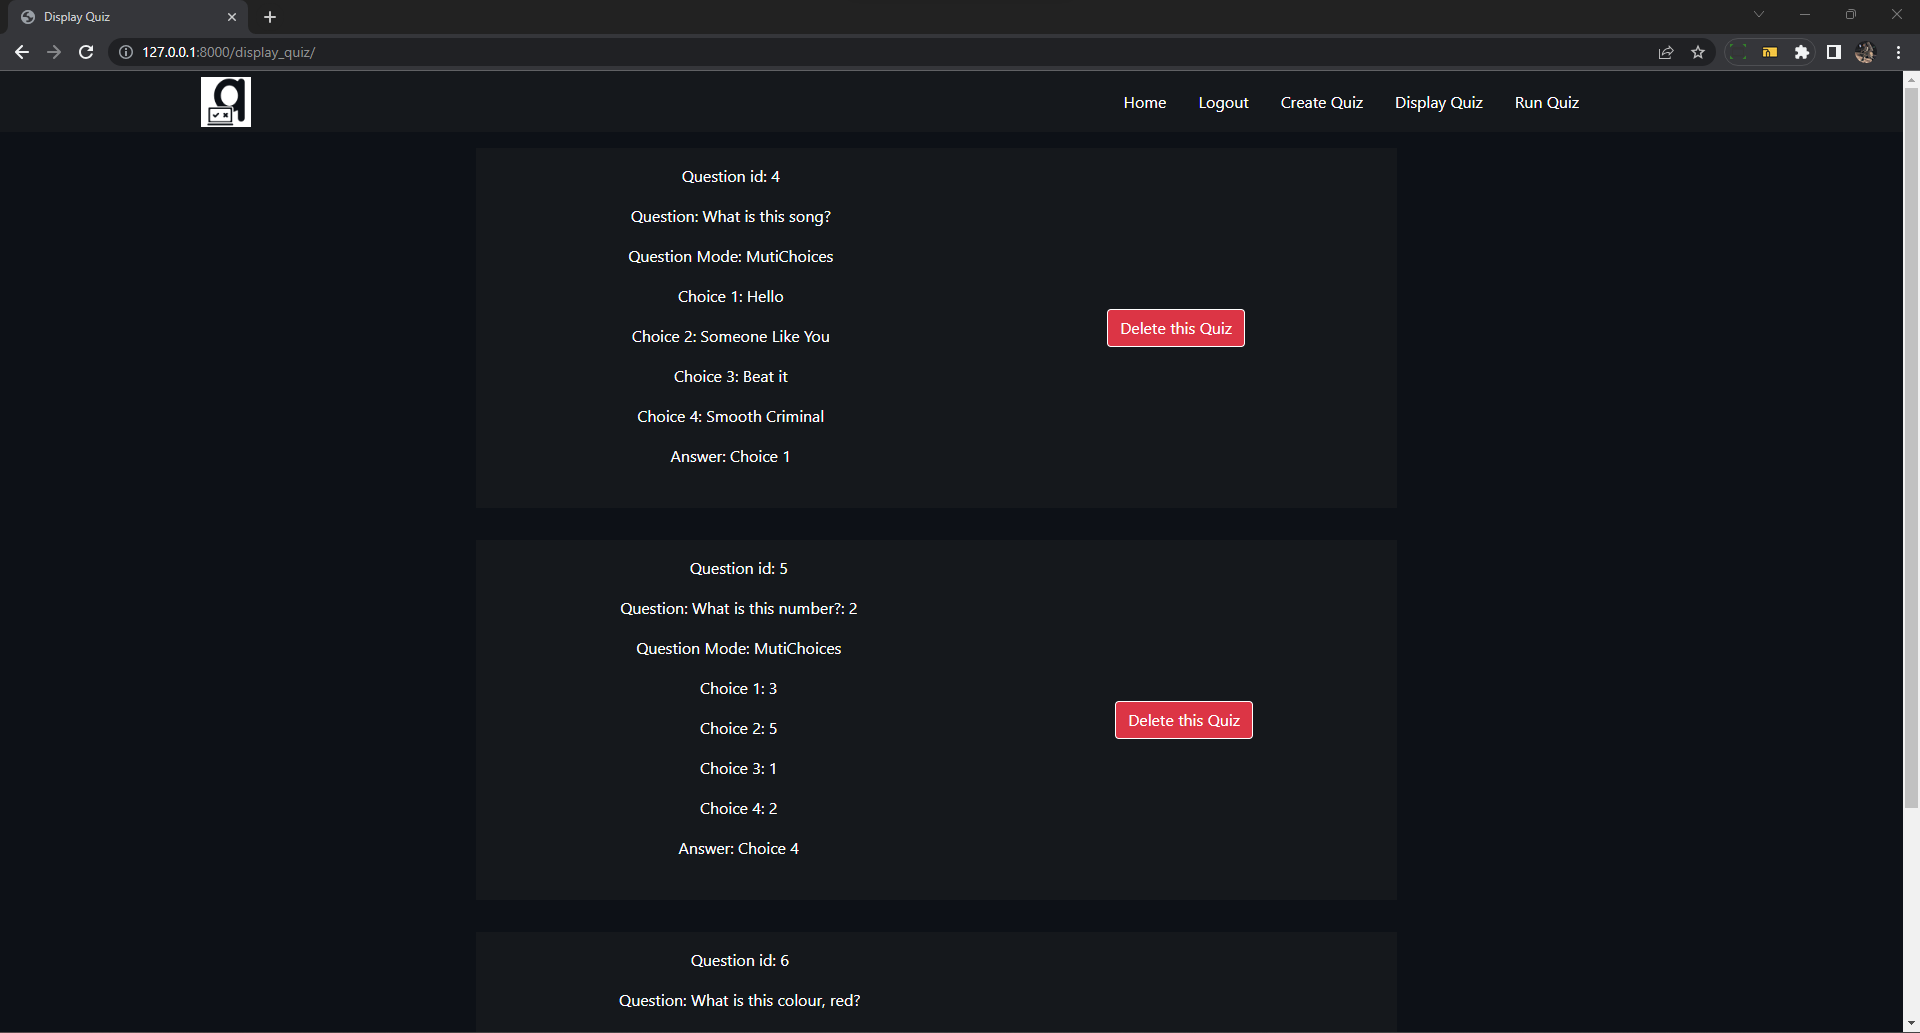 Display Quiz
127.0.0.1:8000/display_quiz/
q
Home Logout Create Quiz Display Quiz Run Quiz
Question id: 4
Question: What is this song?
Question Mode: MutiChoices
Choice 1: Hello
Choice 2: Someone Like You
Choice 3: Beat it
Choice 4: Smooth Criminal
Answer: Choice 1
Delete this Quiz
Question id: 5
Question: What is this number?: 2
Question Mode: MutiChoices
Choice 1: 3
Choice 2: 5
Choice 3: 1
Choice 4: 2
Answer: Choice 4
Delete this Quiz
Question id: 6
Question: What is this colour, red?